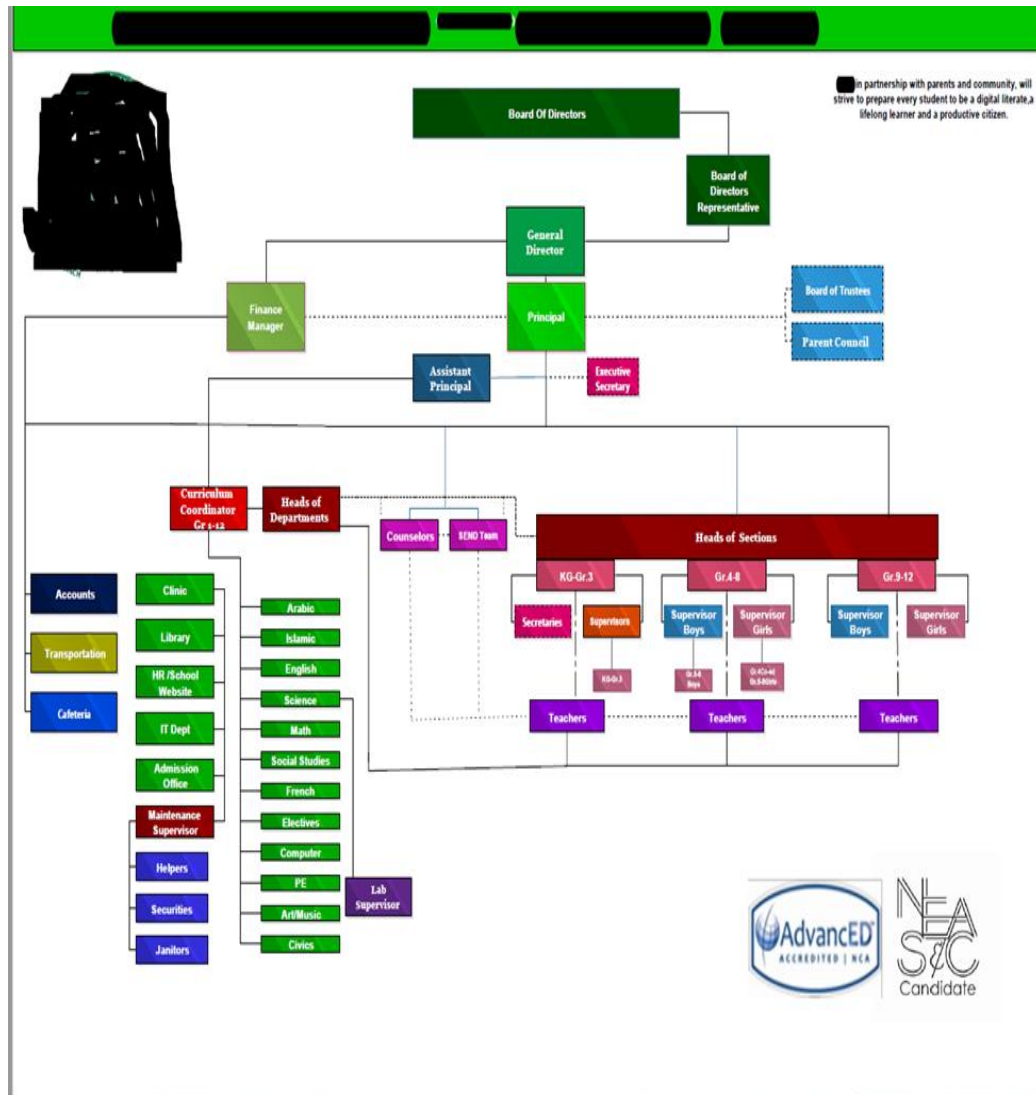 in partnership with parents and community, will
strive to prepare every student to be a digital literate,a
lifelong learner and a productive citizen.
Board Of Directors
Board of
Directors
Representative
General
Director
Finance
Manager
Principal
Board of Trustees
Parent Council
Assistant
Principal
Executive
Secretary
Curriculum
Coordinator
Gr 1-12
Heads of
Departments
Counselors
SEND Team
Heads of Sections
KG-Gr.3
Gr.4-8
Gr.9-12
Secretaries
Supervisors
Supervisor
Boys
Supervisor
Girls
Supervisor
Boys
Supervisor
Girls
KG-Gr.3
Boys
Teachers
Teachers
Teachers
Accounts
Transportation
Cafeteria
Clinic
Library
HR /School
Website
IT Dept
Admission
Office
Maintenance
Supervisor
Helpers
Securities
Janitors
Arabic
Islamic
English
Science
Math
Social Studies
French
Electives
Computer
PE
Art/Music
Civics
Lab
Supervisor
AdvancED™
ACCREDITED | NCA
NEAS&C
Candidate